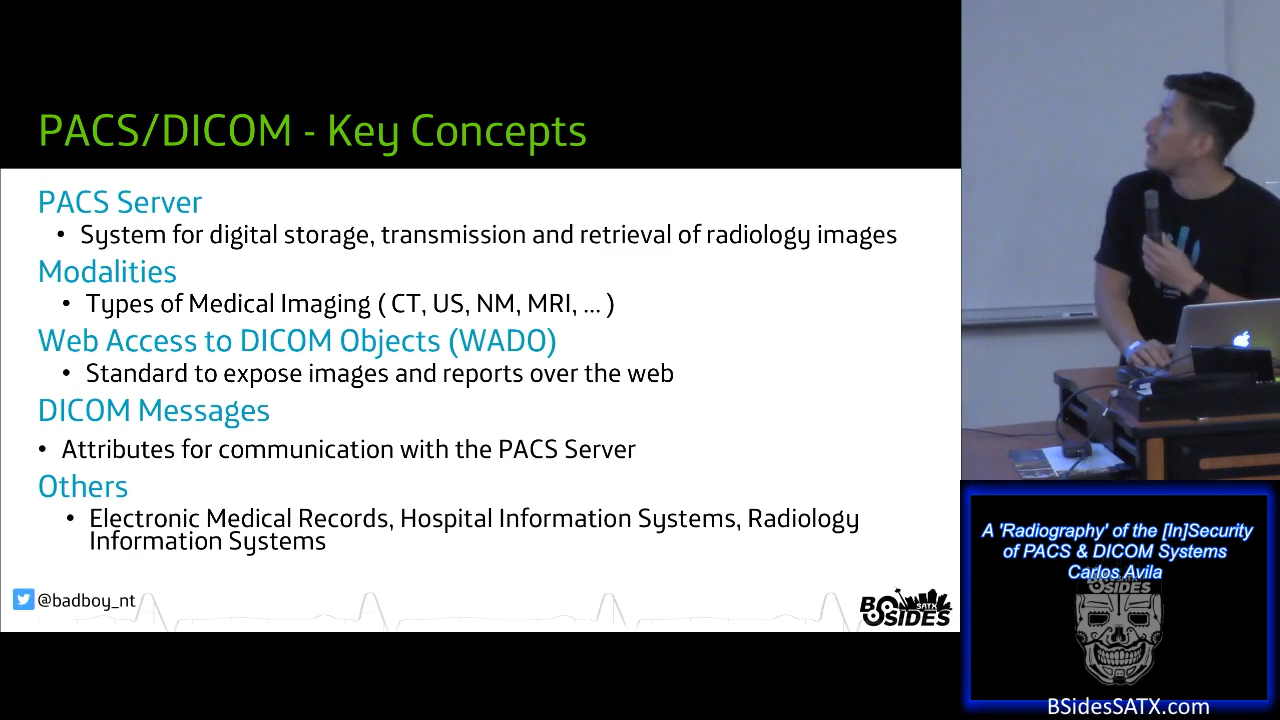 PACS/DICOM - Key Concepts
PACS Server
• System for digital storage, transmission and retrieval of radiology images
Modalities
• Types of Medical Imaging ( CT, US, NM, MRI, ... )
Web Access to DICOM Objects (WADO)
• Standard to expose images and reports over the web
DICOM Messages
• Attributes for communication with the PACS Server
Others
• Electronic Medical Records, Hospital Information Systems, Radiology
Information Systems
@badboy_nt
BSIDES
SATX
A 'Radiography' of the [In]Security
of PACS & DICOM Systems
Carlos Avila
BSIDES
SATX
BSidesSATX.com